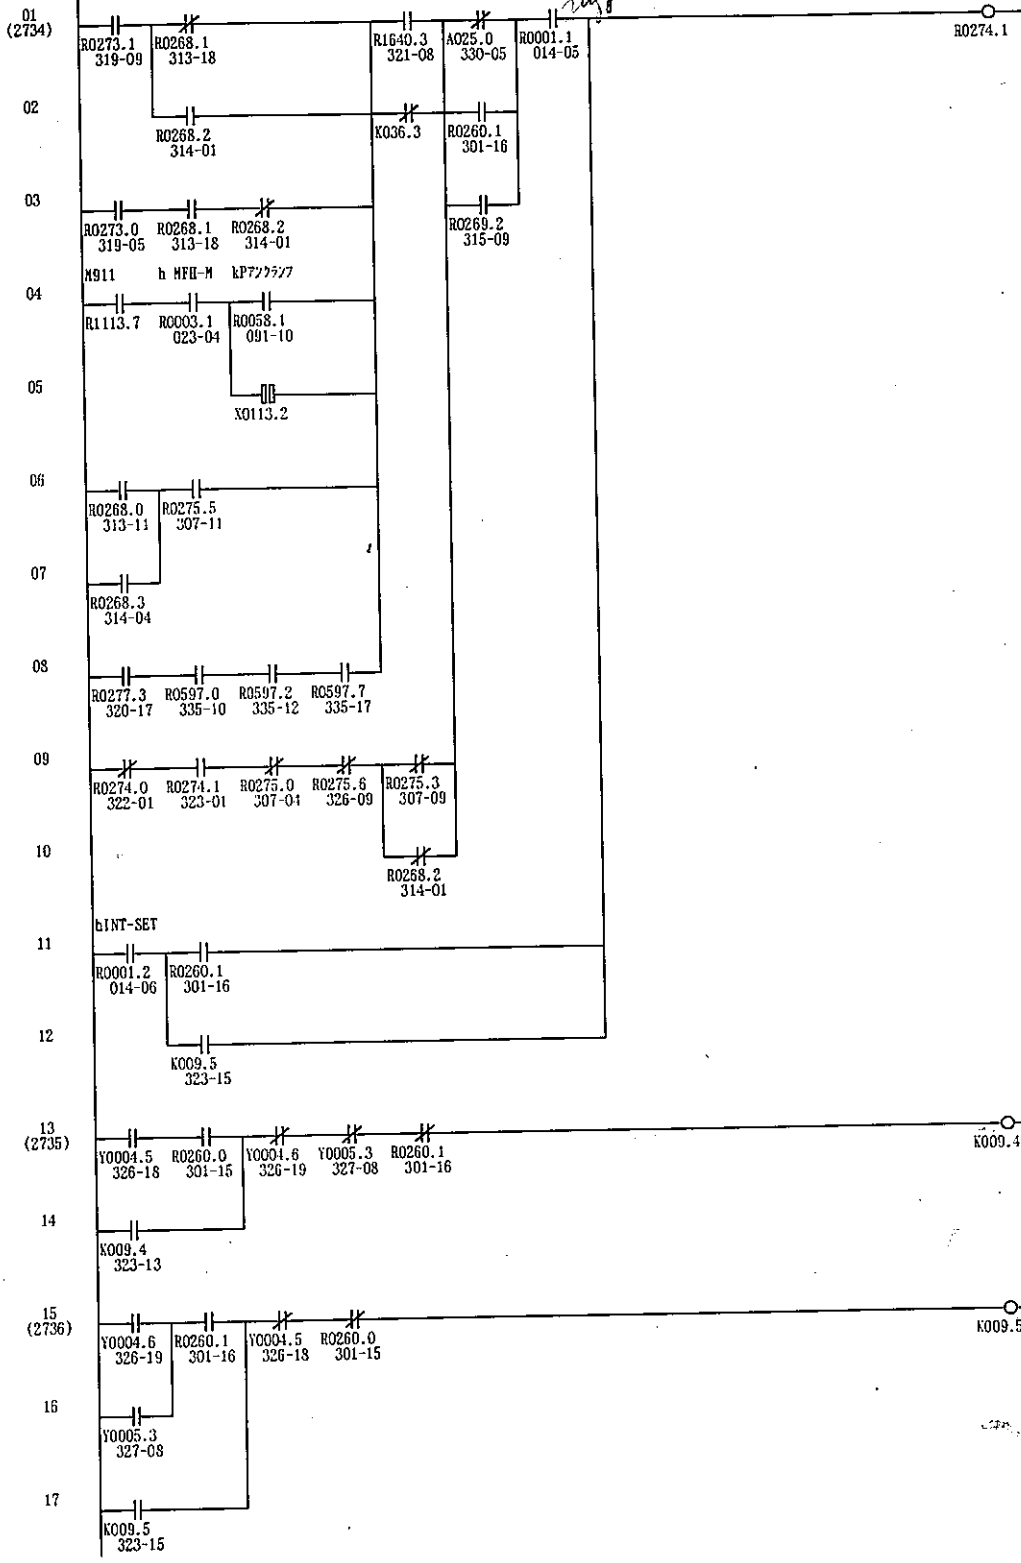 01
(2734)
R0273.1 R0268.1 R1640.3 A025.0 R0001.1 R0274.1
319-09 313-18 321-08 330-05 014-05
02
R0268.2 K036.3 R0260.1
314-01 301-16
03
R0273.0 R0268.1 R0268.2 R0269.2
319-05 313-18 314-01 315-09
M911 h MFII-M kPアンクランプ
04
R1113.7 R0003.1 R0058.1
023-04 091-10
05
X0113.2
06
R0268.0 R0275.5
313-11 307-11
07
R0268.3
314-04
08
R0277.3 R0597.0 R0597.2 R0597.7
320-17 335-10 335-12 335-17
09
R0274.0 R0274.1 R0275.0 R0275.6 R0275.3
322-01 323-01 307-04 326-09 307-09
10
R0268.2
314-01
hINT-SET
11
R0001.2 R0260.1
014-06 301-16
12
K009.5
323-15
13
(2735)
Y0004.5 R0260.0 Y0004.6 Y0005.3 R0260.1 K009.4
326-18 301-15 326-19 327-08 301-16
14
K009.4
323-13
15
(2736)
Y0004.6 R0260.1 Y0004.5 R0260.0 K009.5
326-19 301-16 326-18 301-15
16
Y0005.3
327-08
17
K009.5
323-15